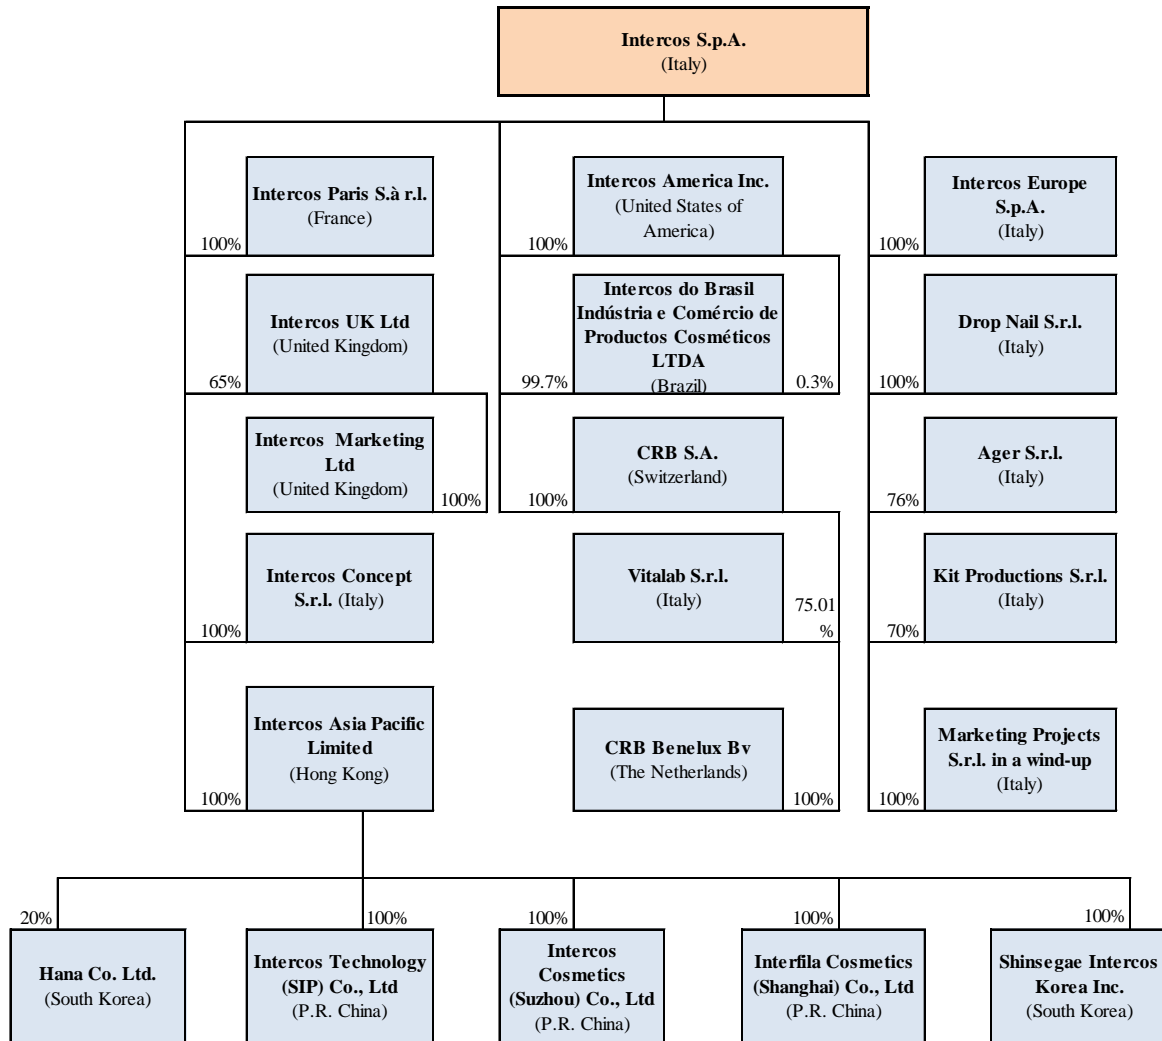 Intercos S.p.A.
(Italy)
Intercos Paris S.à r.l.
(France)
100%
Intercos America Inc.
(United States of
America)
100%
Intercos Europe
S.p.A.
(Italy)
100%
Intercos UK Ltd
(United Kingdom)
65%
Intercos do Brasil
Indústria e Comércio de
Productos Cosméticos
LTDA
(Brazil)
99.7%
0.3%
Drop Nail S.r.l.
(Italy)
100%
Intercos Marketing
Ltd
(United Kingdom)
100%
CRB S.A.
(Switzerland)
100%
Ager S.r.l.
(Italy)
76%
Intercos Concept
S.r.l. (Italy)
100%
Vitalab S.r.l.
(Italy)
75.01
%
Kit Productions S.r.l.
(Italy)
70%
Intercos Asia Pacific
Limited
(Hong Kong)
100%
CRB Benelux Bv
(The Netherlands)
100%
Marketing Projects
S.r.l. in a wind-up
(Italy)
100%
20%
Hana Co. Ltd.
(South Korea)
100%
Intercos Technology
(SIP) Co., Ltd
(P.R. China)
100%
Intercos
Cosmetics
(Suzhou) Co., Ltd
(P.R. China)
100%
Interfila Cosmetics
(Shanghai) Co., Ltd
(P.R. China)
100%
Shinsegae Intercos
Korea Inc.
(South Korea)